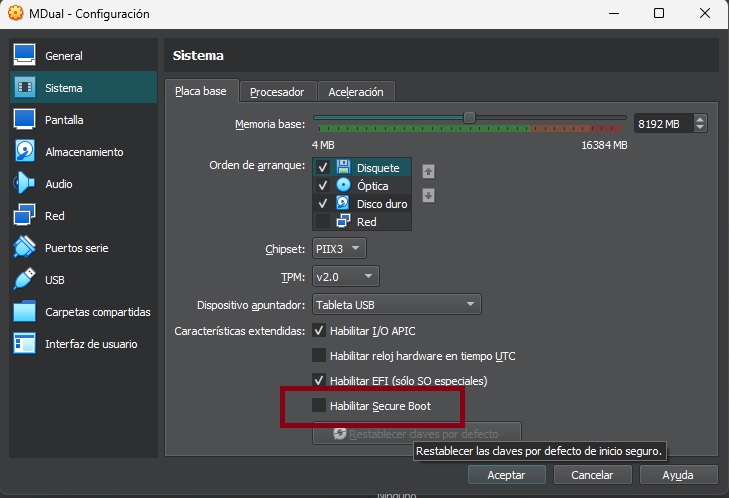 MDual - Configuración
General
Sistema
Pantalla
Almacenamiento
Audio
Red
Puertos serie
USB
Carpetas compartidas
Interfaz de usuario
Sistema
Placa base Procesador Aceleración
Memoria base: 8192 MB
4 MB 16384 MB
Orden de arranque: Disquete
Óptica
Disco duro
Red
Chipset: PIIX3
TPM: v2.0
Dispositivo apuntador: Tableta USB
Características extendidas: Habilitar I/O APIC
Habilitar reloj hardware en tiempo UTC
Habilitar EFI (sólo SO especiales)
Habilitar Secure Boot
Restablecer claves por defecto
Restablecer las claves por defecto de inicio seguro.
Aceptar Cancelar Ayuda
Ninguno